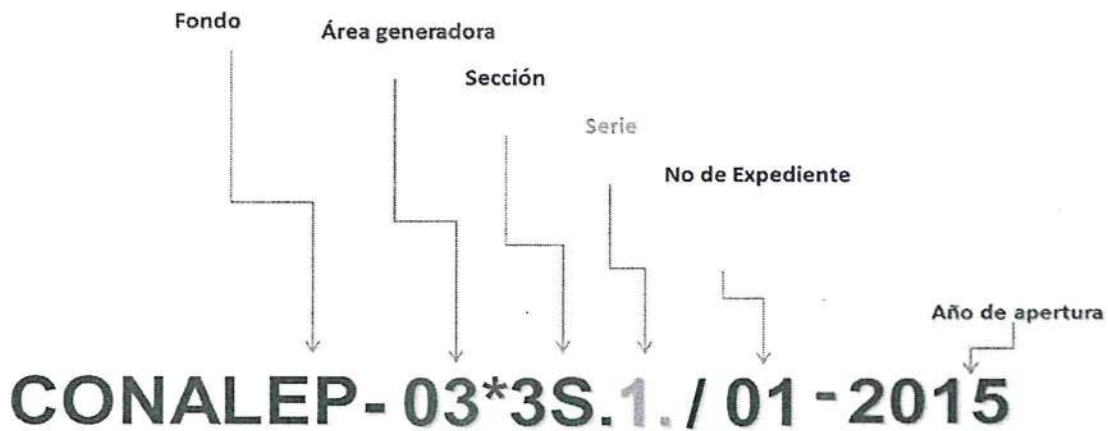 Fondo
Área generadora
Sección
Serie
No de Expediente
Año de apertura
CONALEP- 03*3S.1./ 01 - 2015